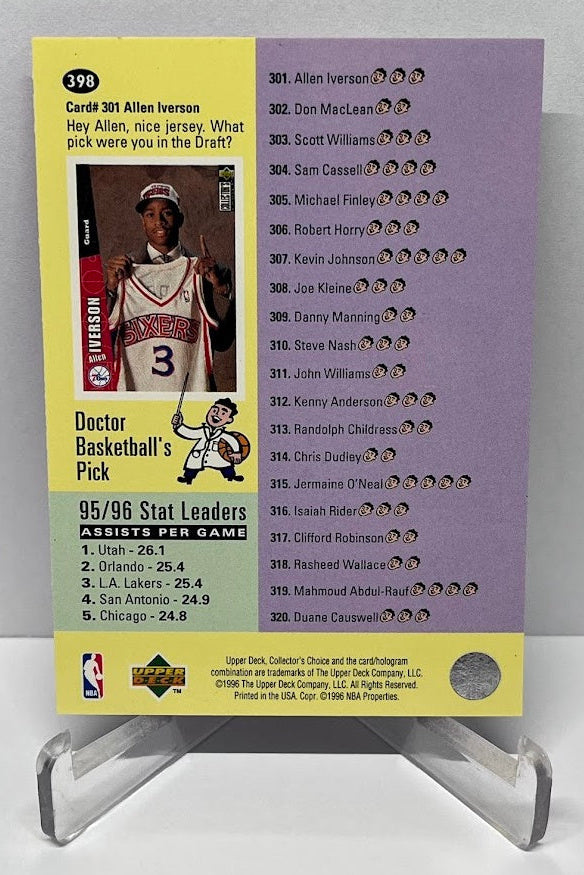 398
Card# 301 Allen Iverson
Hey Allen, nice jersey. What
pick were you in the Draft?
Guard
Allen IVERSON
COLLECTOR'S
SIXERS
3
Doctor
Basketball's
Pick
95/96 Stat Leaders
ASSISTS PER GAME
1. Utah - 26.1
2. Orlando - 25.4
3. L.A. Lakers - 25.4
4. San Antonio - 24.9
5. Chicago - 24.8
301. Allen Iverson
302. Don MacLean
303. Scott Williams
304. Sam Cassell
305. Michael Finley
306. Robert Horry
307. Kevin Johnson
308. Joe Kleine
309. Danny Manning
310. Steve Nash
311. John Williams
312. Kenny Anderson
313. Randolph Childress
314. Chris Dudley
315. Jermaine O'Neal
316. Isaiah Rider
317. Clifford Robinson
318. Rasheed Wallace
319. Mahmoud Abdul-Rauf
320. Duane Causwell
NBA
UPPER
DECK
TM
Upper Deck, Collector's Choice and the card/hologram
combination are trademarks of The Upper Deck Company, LLC.
©1996 The Upper Deck Company, LLC. All Rights Reserved.
Printed in the USA. Copr. ©1996 NBA Properties.